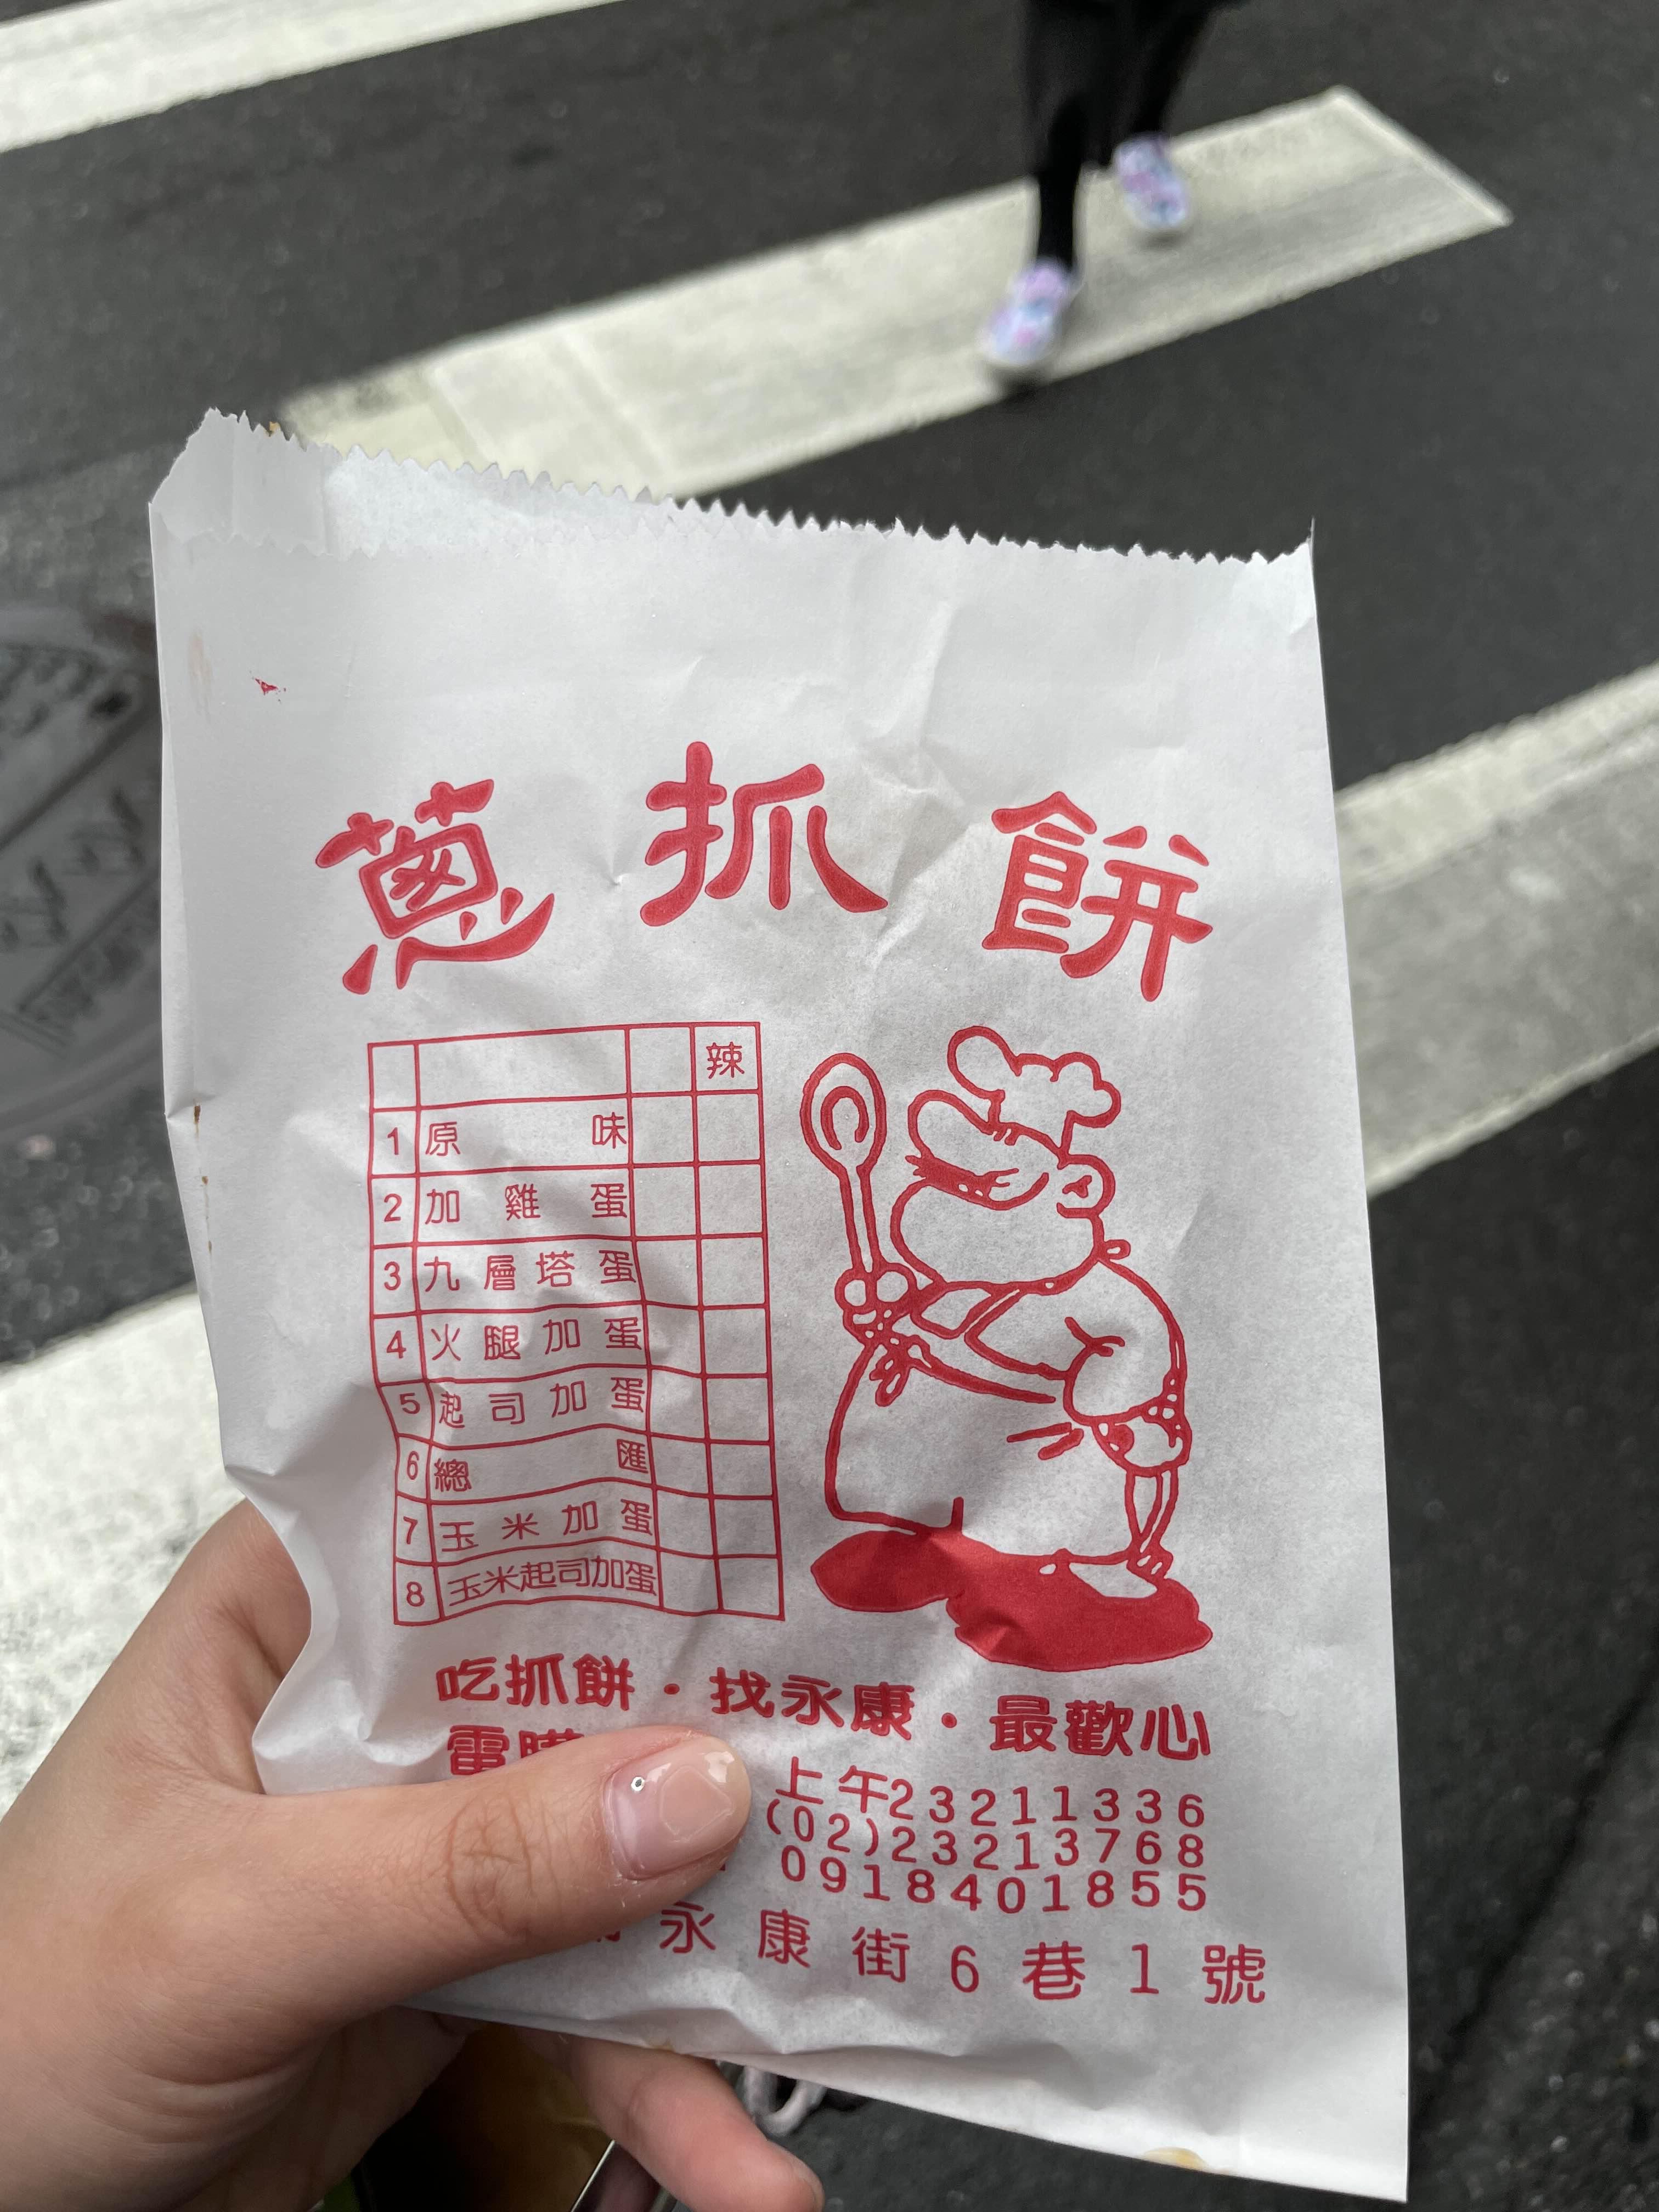 蔥抓餅
辣
1 原味
2 加雞蛋
3 九層塔蛋
4 火腿加蛋
5 起司加蛋
6 總匯
7 玉米加蛋
8 玉米起司加蛋
吃抓餅・找永康・最歡心
電
上午23211336
(02)23213768
0918401855
永康街6巷1號